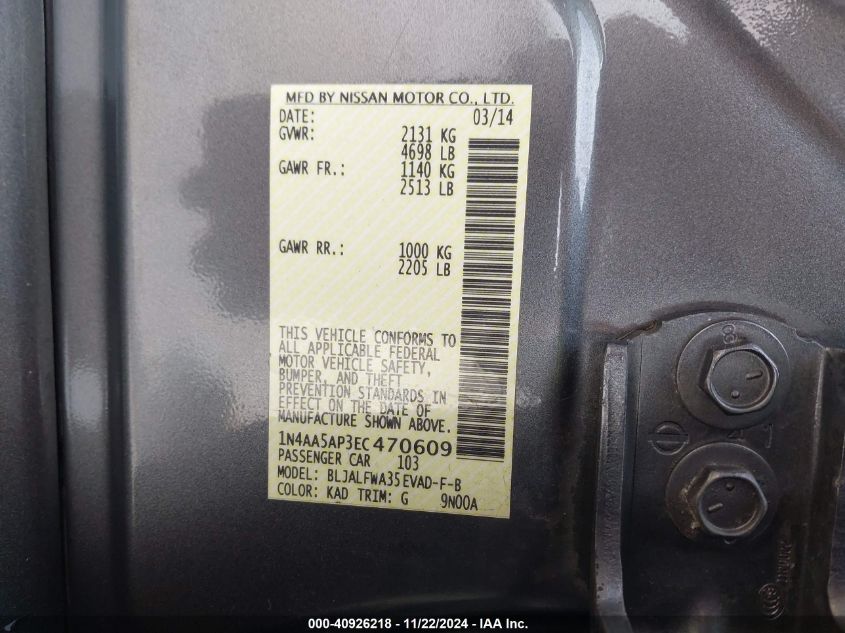 MFD BY NISSAN MOTOR CO., LTD.
DATE: 03/14
GVWR: 2131 KG
4698 LB
GAWR FR.: 1140 KG
2513 LB
GAWR RR.: 1000 KG
2205 LB
THIS VEHICLE CONFORMS TO
ALL APPLICABLE FEDERAL
MOTOR VEHICLE SAFETY,
BUMPER, AND THEFT
PREVENTION STANDARDS IN
EFFECT ON THE DATE OF
MANUFACTURE SHOWN ABOVE.
1N4AA5AP3EC470609
PASSENGER CAR 103
MODEL: BLJALFWA35EVAD-F-B
COLOR: KAD TRIM: G 9N00A
8
4 1
000-40926218 - 11/22/2024 - IAA Inc.